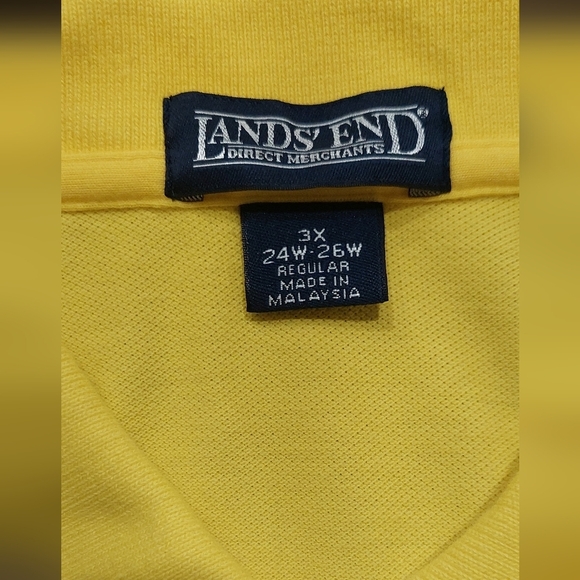 LANDS' END®
DIRECT MERCHANTS
3X
24W-26W
REGULAR
MADE IN
MALAYSIA